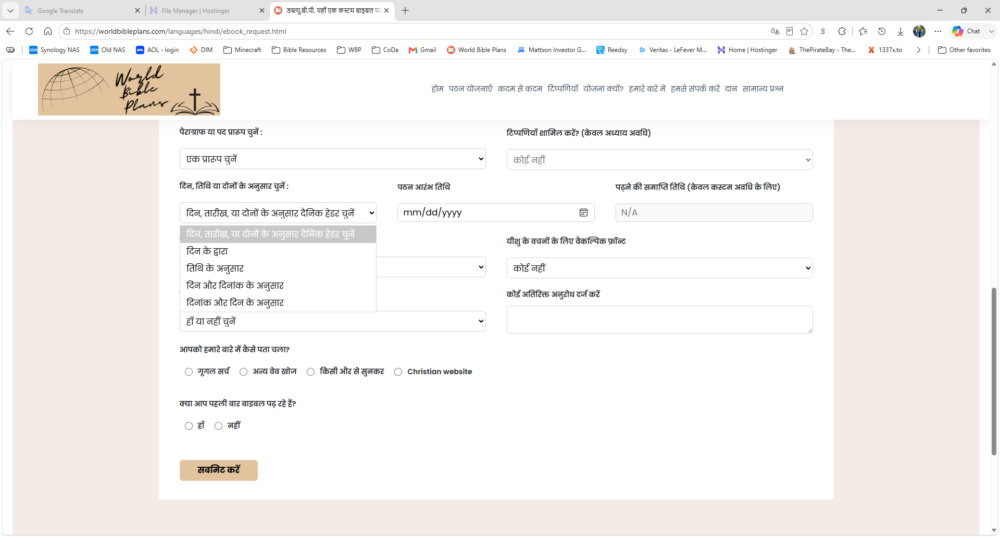 Google Translate
File Manager | Hostinger
डब्ल्यू.बी.पी. यहाँ एक कस्टम बाइबल
https://worldbibleplans.com/languages/hindi/ebook_request.html
Chat
Synology NAS
Old NAS
AOL - login
DIM
Minecraft
Bible Resources
WBP
CoDa
Gmail
World Bible Plans
Mattson Investor G...
Reedsy
Veritas - LeFever M...
Home | Hostinger
ThePirateBay - The...
1337x.to
Other favorites
World
Bible
Plans
होम पठन योजनाएँ कदम से कदम टिप्पणियाँ योजना क्यों? हमारे बारे में हमसे संपर्क करें दान सामान्य प्रश्न
पैराग्राफ या पद प्रारूप चुनें :
टिप्पणियाँ शामिल करें? (केवल अध्याय अवधि)
एक प्रारूप चुनें
कोई नहीं
दिन, तिथि या दोनों के अनुसार चुनें :
पठन आरंभ तिथि
पढ़ने की समाप्ति तिथि (केवल कस्टम अवधि के लिए)
दिन, तारीख, या दोनों के अनुसार दैनिक हेडर चुनें
mm/dd/yyyy
N/A
दिन, तारीख, या दोनों के अनुसार दैनिक हेडर चुनें
दिन के द्वारा
तिथि के अनुसार
दिन और दिनांक के अनुसार
दिनांक और दिन के अनुसार
यीशु के वचनों के लिए वैकल्पिक फ़ॉन्ट
कोई नहीं
कोई अतिरिक्त अनुरोध दर्ज करें
हाँ या नहीं चुनें
आपको हमारे बारे में कैसे पता चला?
गूगल सर्च
अन्य वेब खोज
किसी और से सुनकर
Christian website
क्या आप पहली बार बाइबल पढ़ रहे हैं?
हाँ
नहीं
सबमिट करें